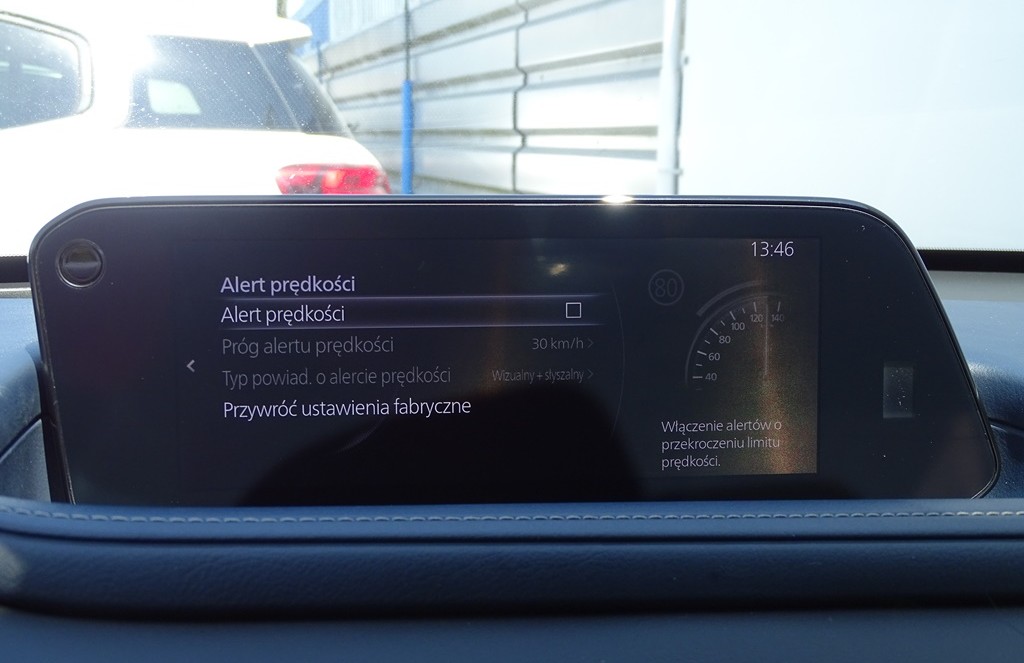 13:46
Alert prędkości
Alert prędkości
Próg alertu prędkości 30 km/h
Typ powiad. o alercie prędkości Wizualny + słyszalny
Przywróć ustawienia fabryczne
80
140
120
100
80
60
40
Włączenie alertów o
przekroczeniu limitu
prędkości.